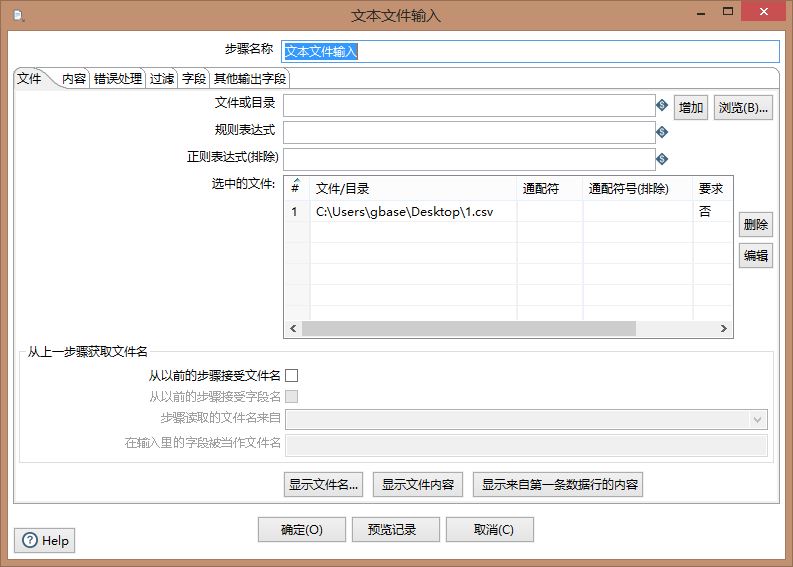 文本文件输入
步骤名称 文本文件输入
文件 内容 错误处理 过滤 字段 其他输出字段
文件或目录 增加 浏览(B)...
规则表达式
正则表达式(排除)
选中的文件: # 文件/目录 通配符 通配符号(排除) 要求
1 C:\Users\gbase\Desktop\1.csv 否
删除
编辑
从上一步骤获取文件名
从以前的步骤接受文件名
从以前的步骤接受字段名
步骤读取的文件名来自
在输入里的字段被当作文件名
显示文件名... 显示文件内容 显示来自第一条数据行的内容
Help 确定(O) 预览记录 取消(C)